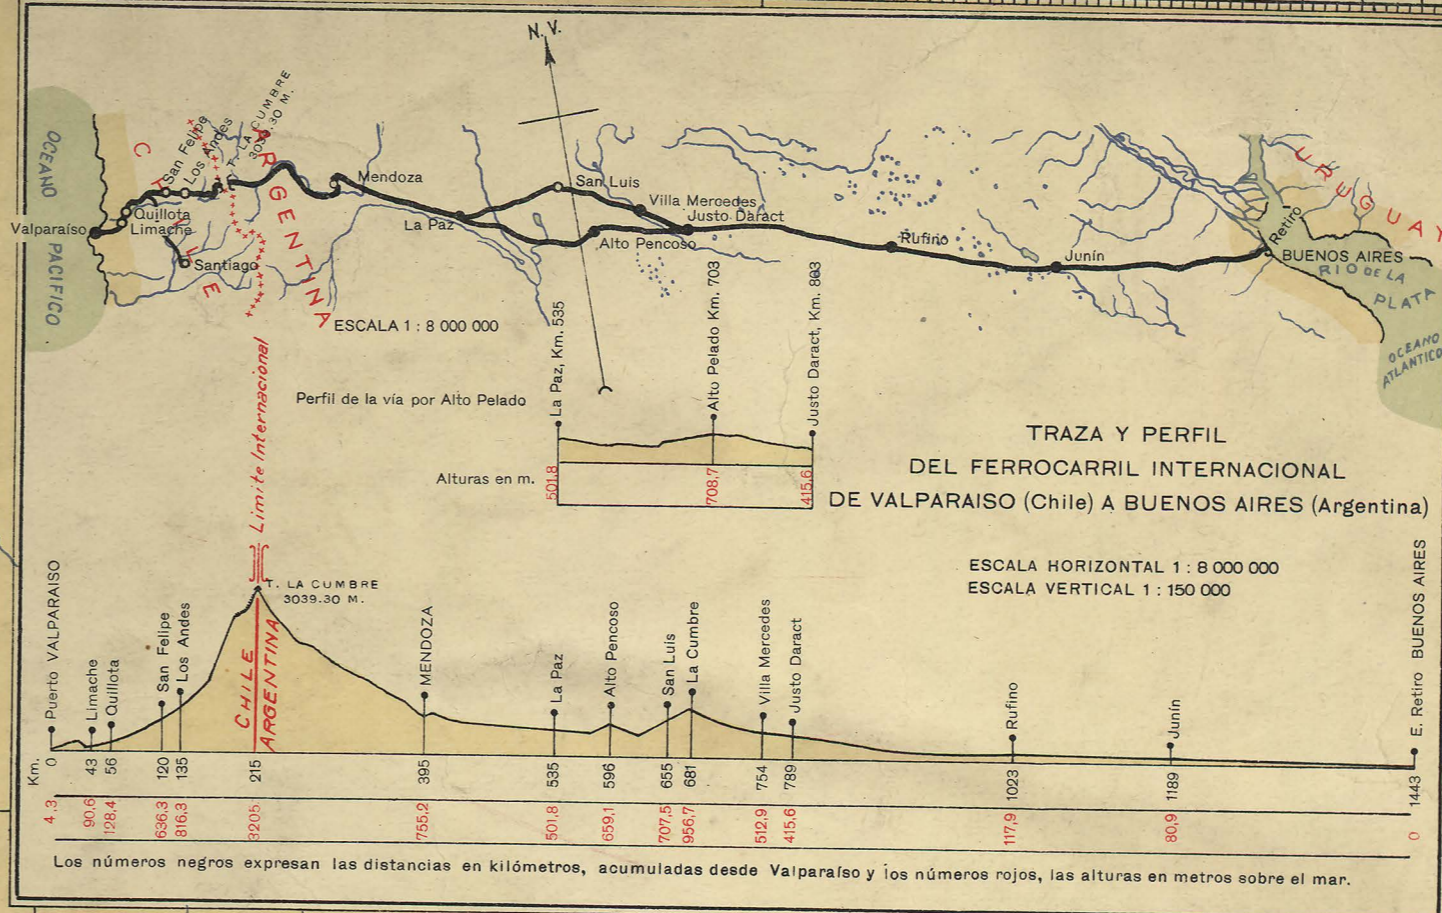 N. V.
OCEANO PACIFICO
CHILE
ARGENTINA
URUGUAY
San Felipe
Los Andes
T. LA CUMBRE
3039.30 M.
Quillota
Limache
Valparaíso
Santiago
Mendoza
La Paz
San Luis
Villa Mercedes
Justo Daract
Alto Pencoso
Rufino
Junín
Retiro
BUENOS AIRES
RIO DE LA
PLATA
OCEANO
ATLANTICO
ESCALA 1 : 8 000 000
Limite Internacional
Perfil de la vía por Alto Pelado
La Paz, Km. 535
Alto Pelado Km. 703
Justo Daract, Km. 803
Alturas en m.
501,8
708,7
415,6
TRAZA Y PERFIL
DEL FERROCARRIL INTERNACIONAL
DE VALPARAISO (Chile) A BUENOS AIRES (Argentina)
ESCALA HORIZONTAL 1 : 8 000 000
ESCALA VERTICAL 1 : 150 000
Puerto VALPARAISO
Limache
Quillota
San Felipe
Los Andes
T. LA CUMBRE
3039.30 M.
CHILE
ARGENTINA
MENDOZA
La Paz
Alto Pencoso
San Luis
La Cumbre
Villa Mercedes
Justo Daract
Rufino
Junín
E. Retiro BUENOS AIRES
Km. 0 43 56 120 135 215 395 535 596 655 681 754 789 1023 1189 1443
4.3 90.6 128,4 636,3 816,3 3205 755,2 501,8 659,1 707,5 956,7 512,9 415,6 117,9 80,9 0
Los números negros expresan las distancias en kilómetros, acumuladas desde Valparaíso y los números rojos, las alturas en metros sobre el mar.